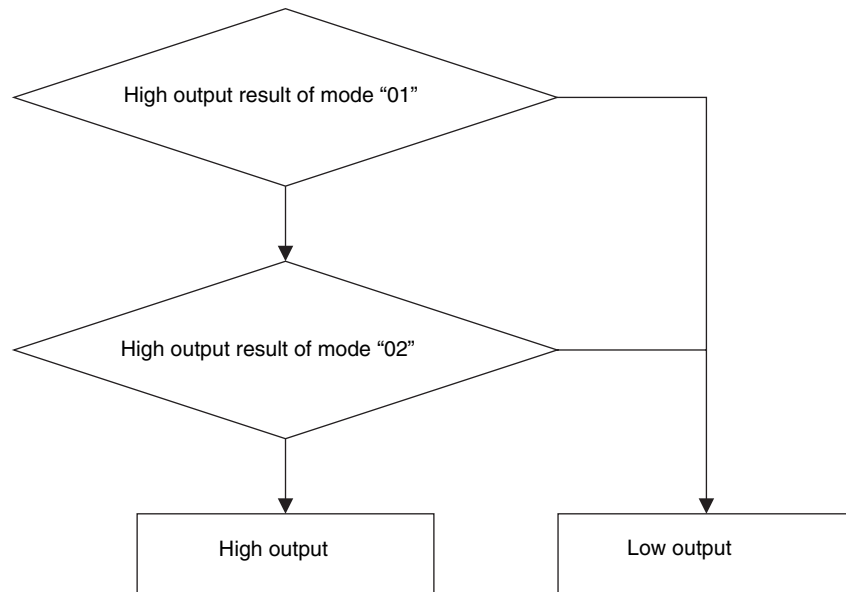 High output result of mode “01”
High output result of mode “02”
High output
Low output